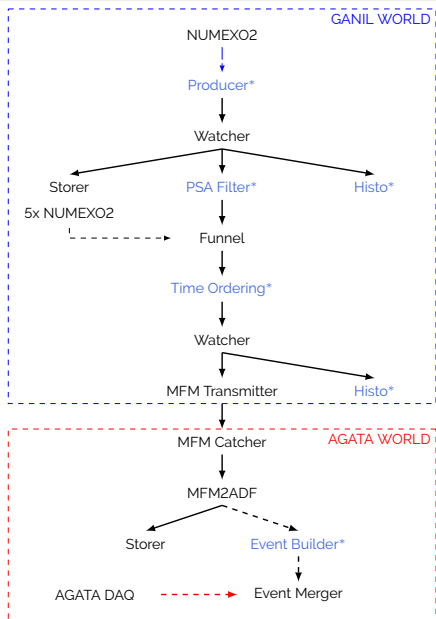 GANIL WORLD
NUMEXO2
Producer*
Watcher
Storer PSA Filter* Histo*
5x NUMEXO2
Funnel
Time Ordering*
Watcher
MFM Transmitter Histo*
MFM Catcher AGATA WORLD
MFM2ADF
Storer Event Builder*
AGATA DAQ Event Merger